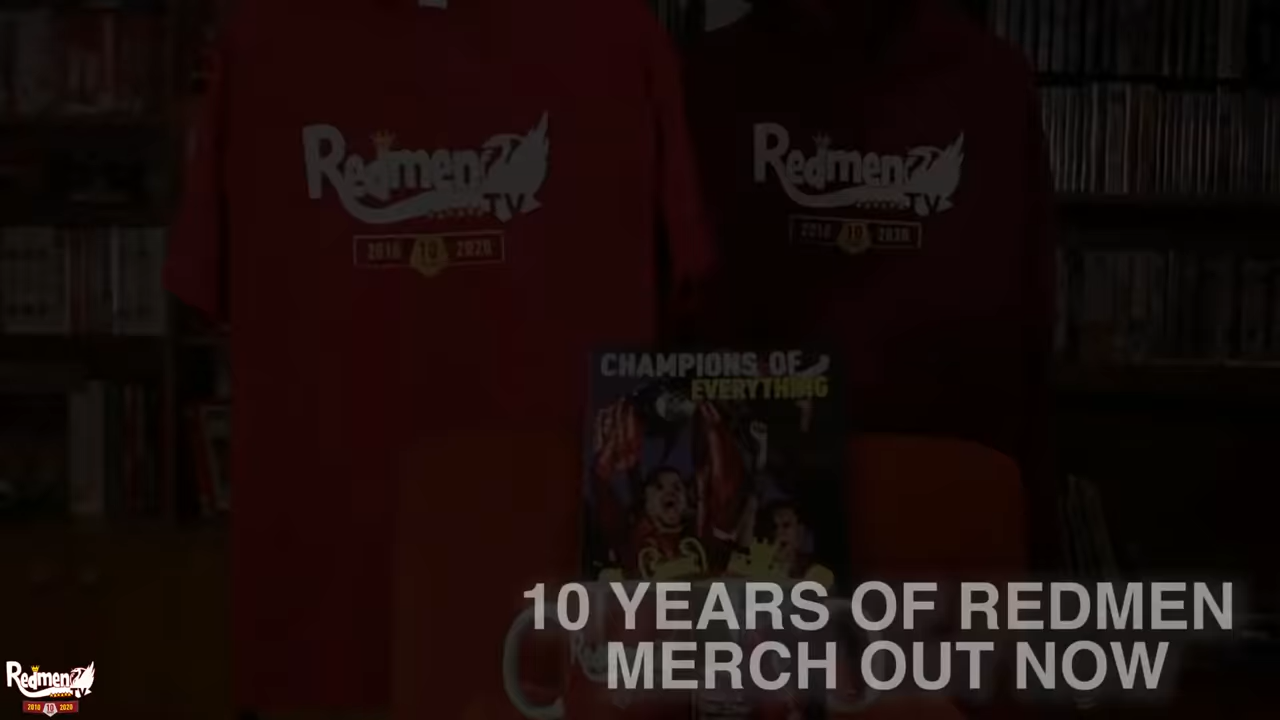 Redmen TV
2010 10 2020
Redmen TV
2010 10 2020
CHAMPIONS OF
EVERYTHING
10 YEARS OF REDMEN
MERCH OUT NOW
Redmen TV
2010 10 2020